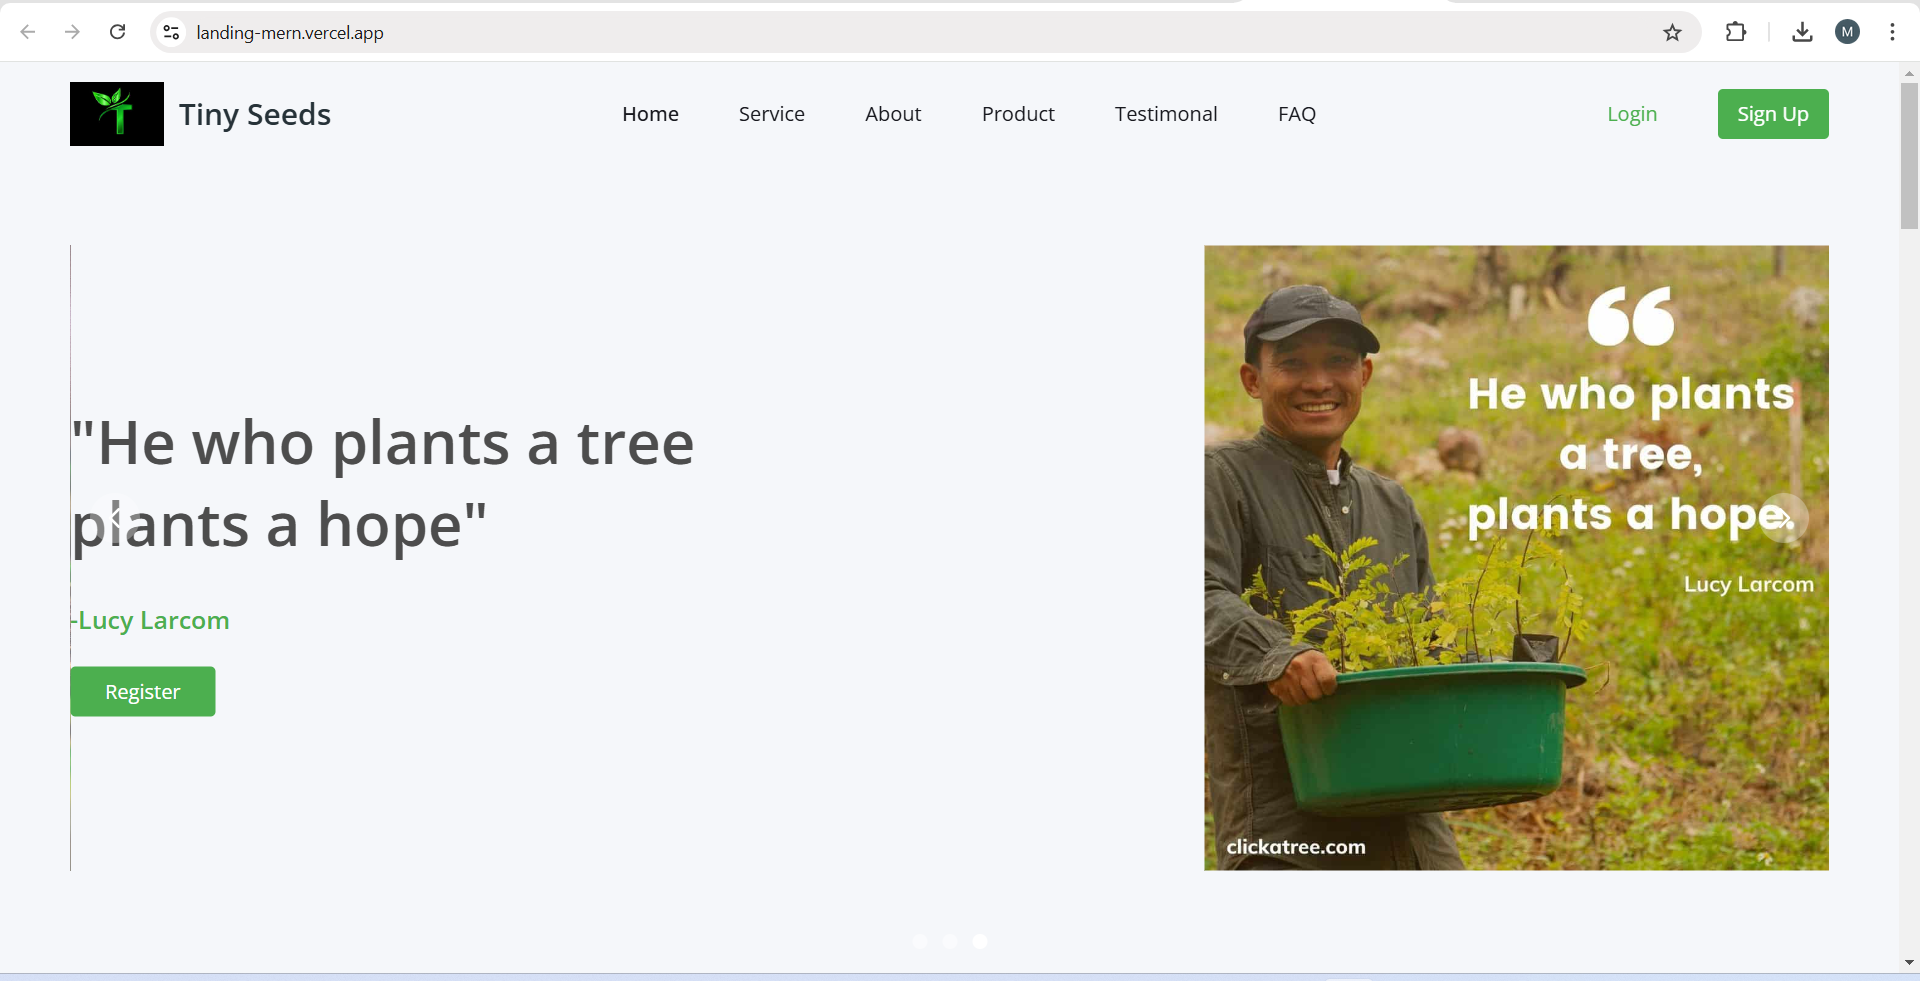 landing-mern.vercel.app
M
Tiny Seeds
Home
Service
About
Product
Testimonal
FAQ
Login
Sign Up
"He who plants a tree
plants a hope"
-Lucy Larcom
Register
“
He who plants
a tree,
plants a hope.
Lucy Larcom
clickatree.com